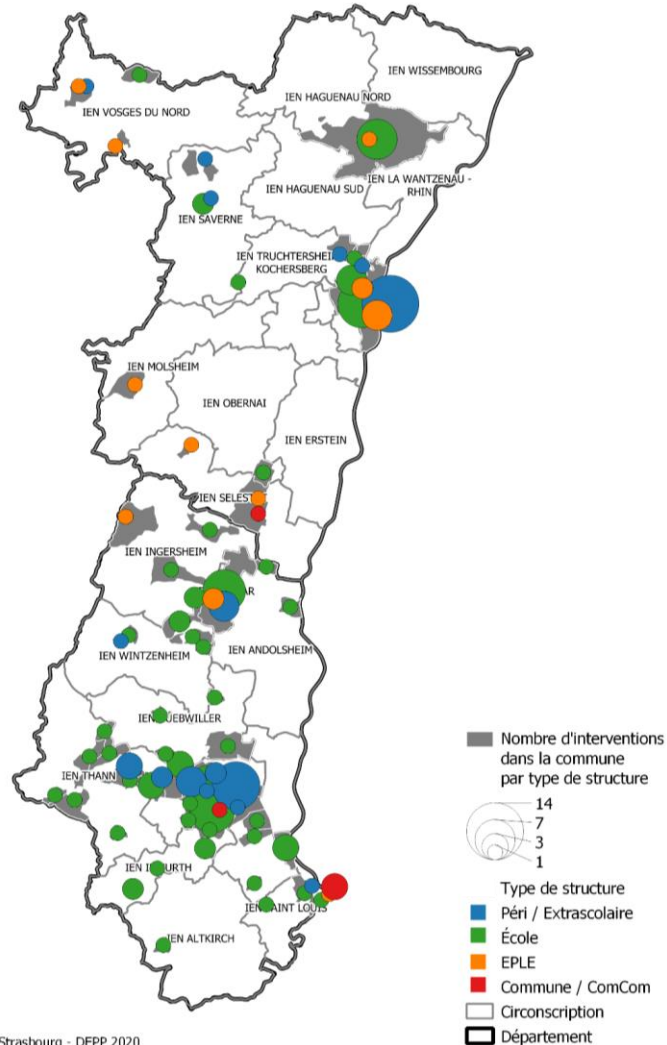 IEN WISSEMBOURG
IEN HAGUENAU NORD
IEN VOSGES DU NORD
IEN LA WANTZENAU -
RHIN
IEN HAGUENAU SUD
IEN SAVERNE
IEN TRUCHTERSHEI
KOCHERSBERG
IEN MOLSHEIM
IEN OBERNAI
IEN ERSTEIN
IEN SELEST
IEN INGERSHEIM
AR
IEN ANDOLSHEIM
IEN WINTZENHEIM
IEN UEBWILLER
IEN THANN
IEN I URTH
IEN SAINT LOUIS
IEN ALTKIRCH
Nombre d'interventions
dans la commune
par type de structure
14
7
3
1
Type de structure
Péri / Extrascolaire
École
EPLE
Commune / ComCom
Circonscription
Département
Strasbourg - DEPP 2020